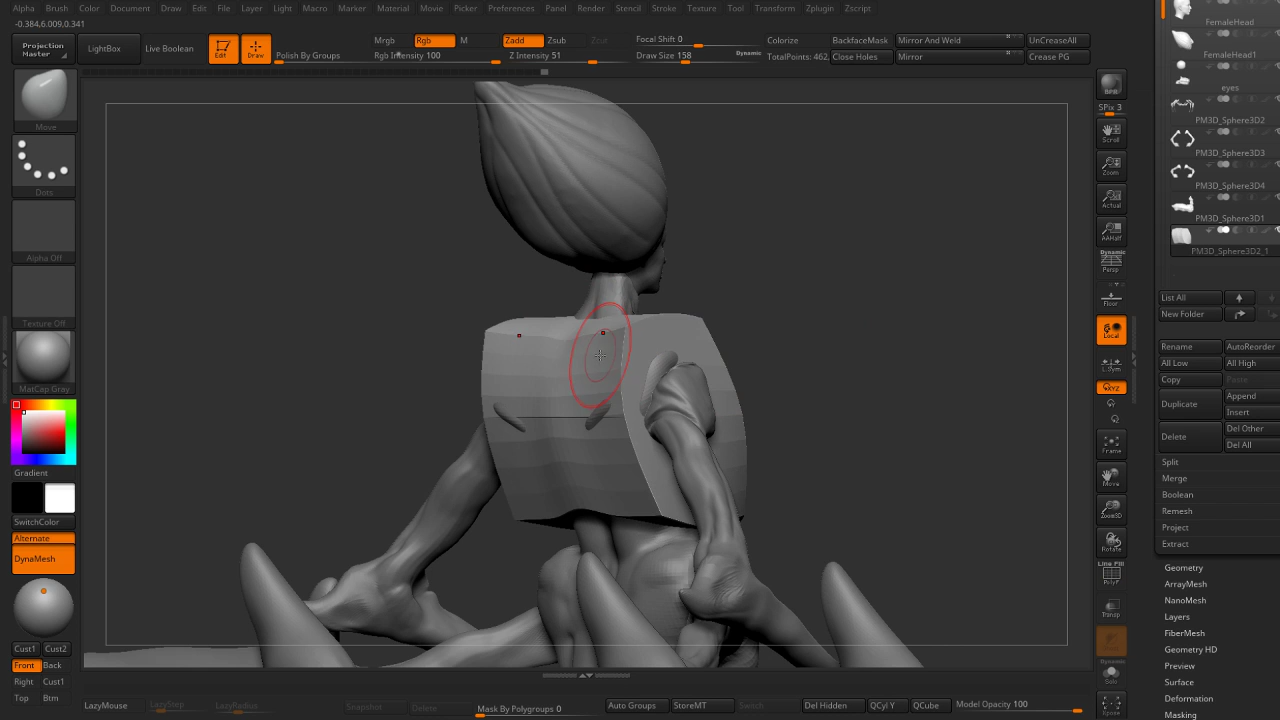 Alpha Brush Color Document Draw Edit File Layer Light Macro Marker Material Movie Picker Preferences Render Stencil Stroke Texture Tool Transform Zplugin Zscript
-0.384,6.009,0.341
Projection
Master
LightBox
Live Boolean
Edit
Draw
Polish By Groups
Mrgb
Rgb
M
Rgb Intensity 100
Zadd
Zsub
Zcut
Z Intensity 51
Focal Shift 0
Draw Size 158
Dynamic
Colorize
TotalPoints: 462,
BackfaceMask
Close Holes
Mirror And Weld
Mirror
UnCreaseAll
Crease PG
Move
Dots
Alpha Off
Texture Off
MatCap Gray
Gradient
SwitchColor
Alternate
DynaMesh
Cust1 Cust2
Front Back
Right Cust1
Top Btm
BPR
SPix 3
Scroll
Zoom
Actual
AAHalf
Dynamic
Persp
Floor
Local
L.Sym
XYZ
Frame
Move
Zoom3D
Rotate
Line Fill
PolyF
Transp
Dynamic
Solo
Xpose
FemaleHead
FemaleHead1
eyes
PM3D_Sphere3D2
PM3D_Sphere3D3
PM3D_Sphere3D4
PM3D_Sphere3D1
PM3D_Sphere3D2_1
List All
New Folder
Rename AutoReorder
All Low All High
Copy Paste
Duplicate
Append
Insert
Delete
Del Other
Del All
Split
Merge
Boolean
Remesh
Project
Extract
Geometry
ArrayMesh
NanoMesh
Layers
FiberMesh
Geometry HD
Preview
Surface
Deformation
Masking
LazyMouse
LazyStep
LazyRadius
Snapshot
Delete
Mask By Polygroups 0
Auto Groups
StoreMT
Switch
Del Hidden
QCyl Y
QCube
Model Opacity 100